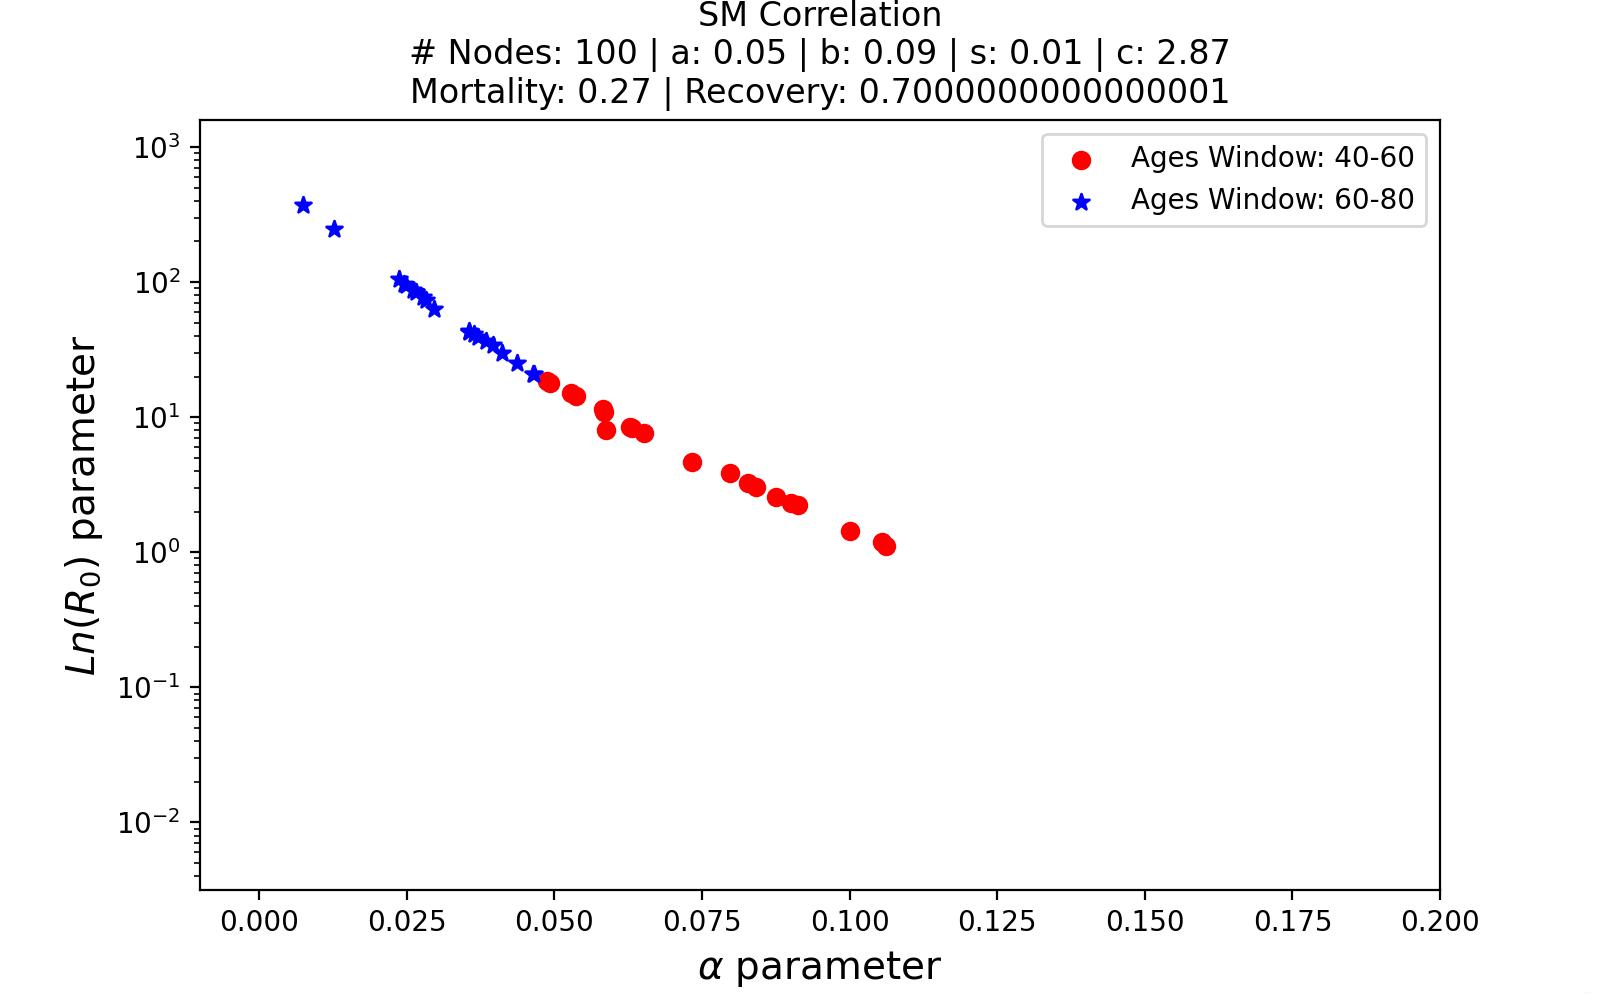 SM Correlation
# Nodes: 100 | a: 0.05 | b: 0.09 | s: 0.01 | c: 2.87
Mortality: 0.27 | Recovery: 0.7000000000000001
Ages Window: 40-60
Ages Window: 60-80
10³
10²
10¹
10⁰
10⁻¹
10⁻²
Ln(R₀) parameter
0.000 0.025 0.050 0.075 0.100 0.125 0.150 0.175 0.200
α parameter